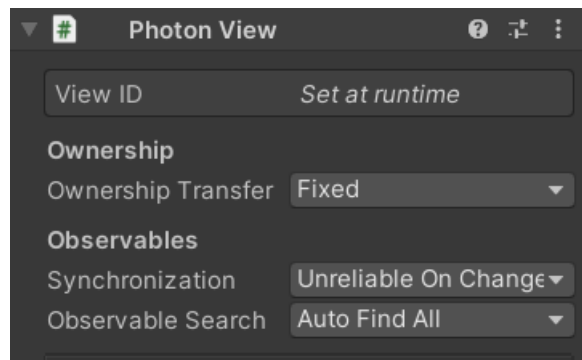 # Photon View
View ID Set at runtime
Ownership
Ownership Transfer Fixed
Observables
Synchronization Unreliable On Change
Observable Search Auto Find All